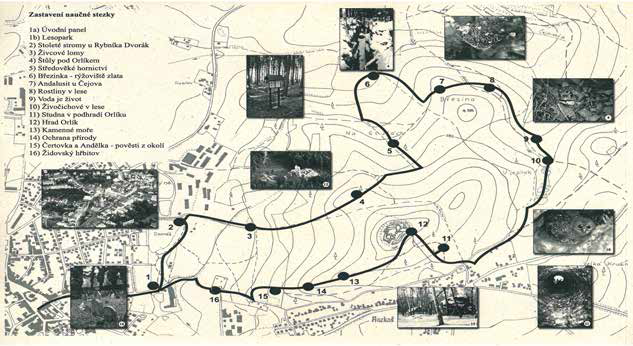 Zastavení naučné stezky
1a) Úvodní panel
1b) Lesopark
2) Stoleté stromy u Rybníka Dvorák
3) Živcové lomy
4) Štůly pod Orlíkem
5) Středověké hornictví
6) Březinka - rýžoviště zlata
7) Andalusit u Čejova
8) Rostliny v lese
9) Voda je život
10) Živočichové v lese
11) Studna v podhradí Orlíku
12) Hrad Orlík
13) Kamenné moře
14) Ochrana přírody
15) Čertovka a Andělka - pověsti z okolí
16) Židovský hřbitov
6
7
8
Březina
9
10
5
4
2
3
12
11
1
16
15
14
13
Rozkoš